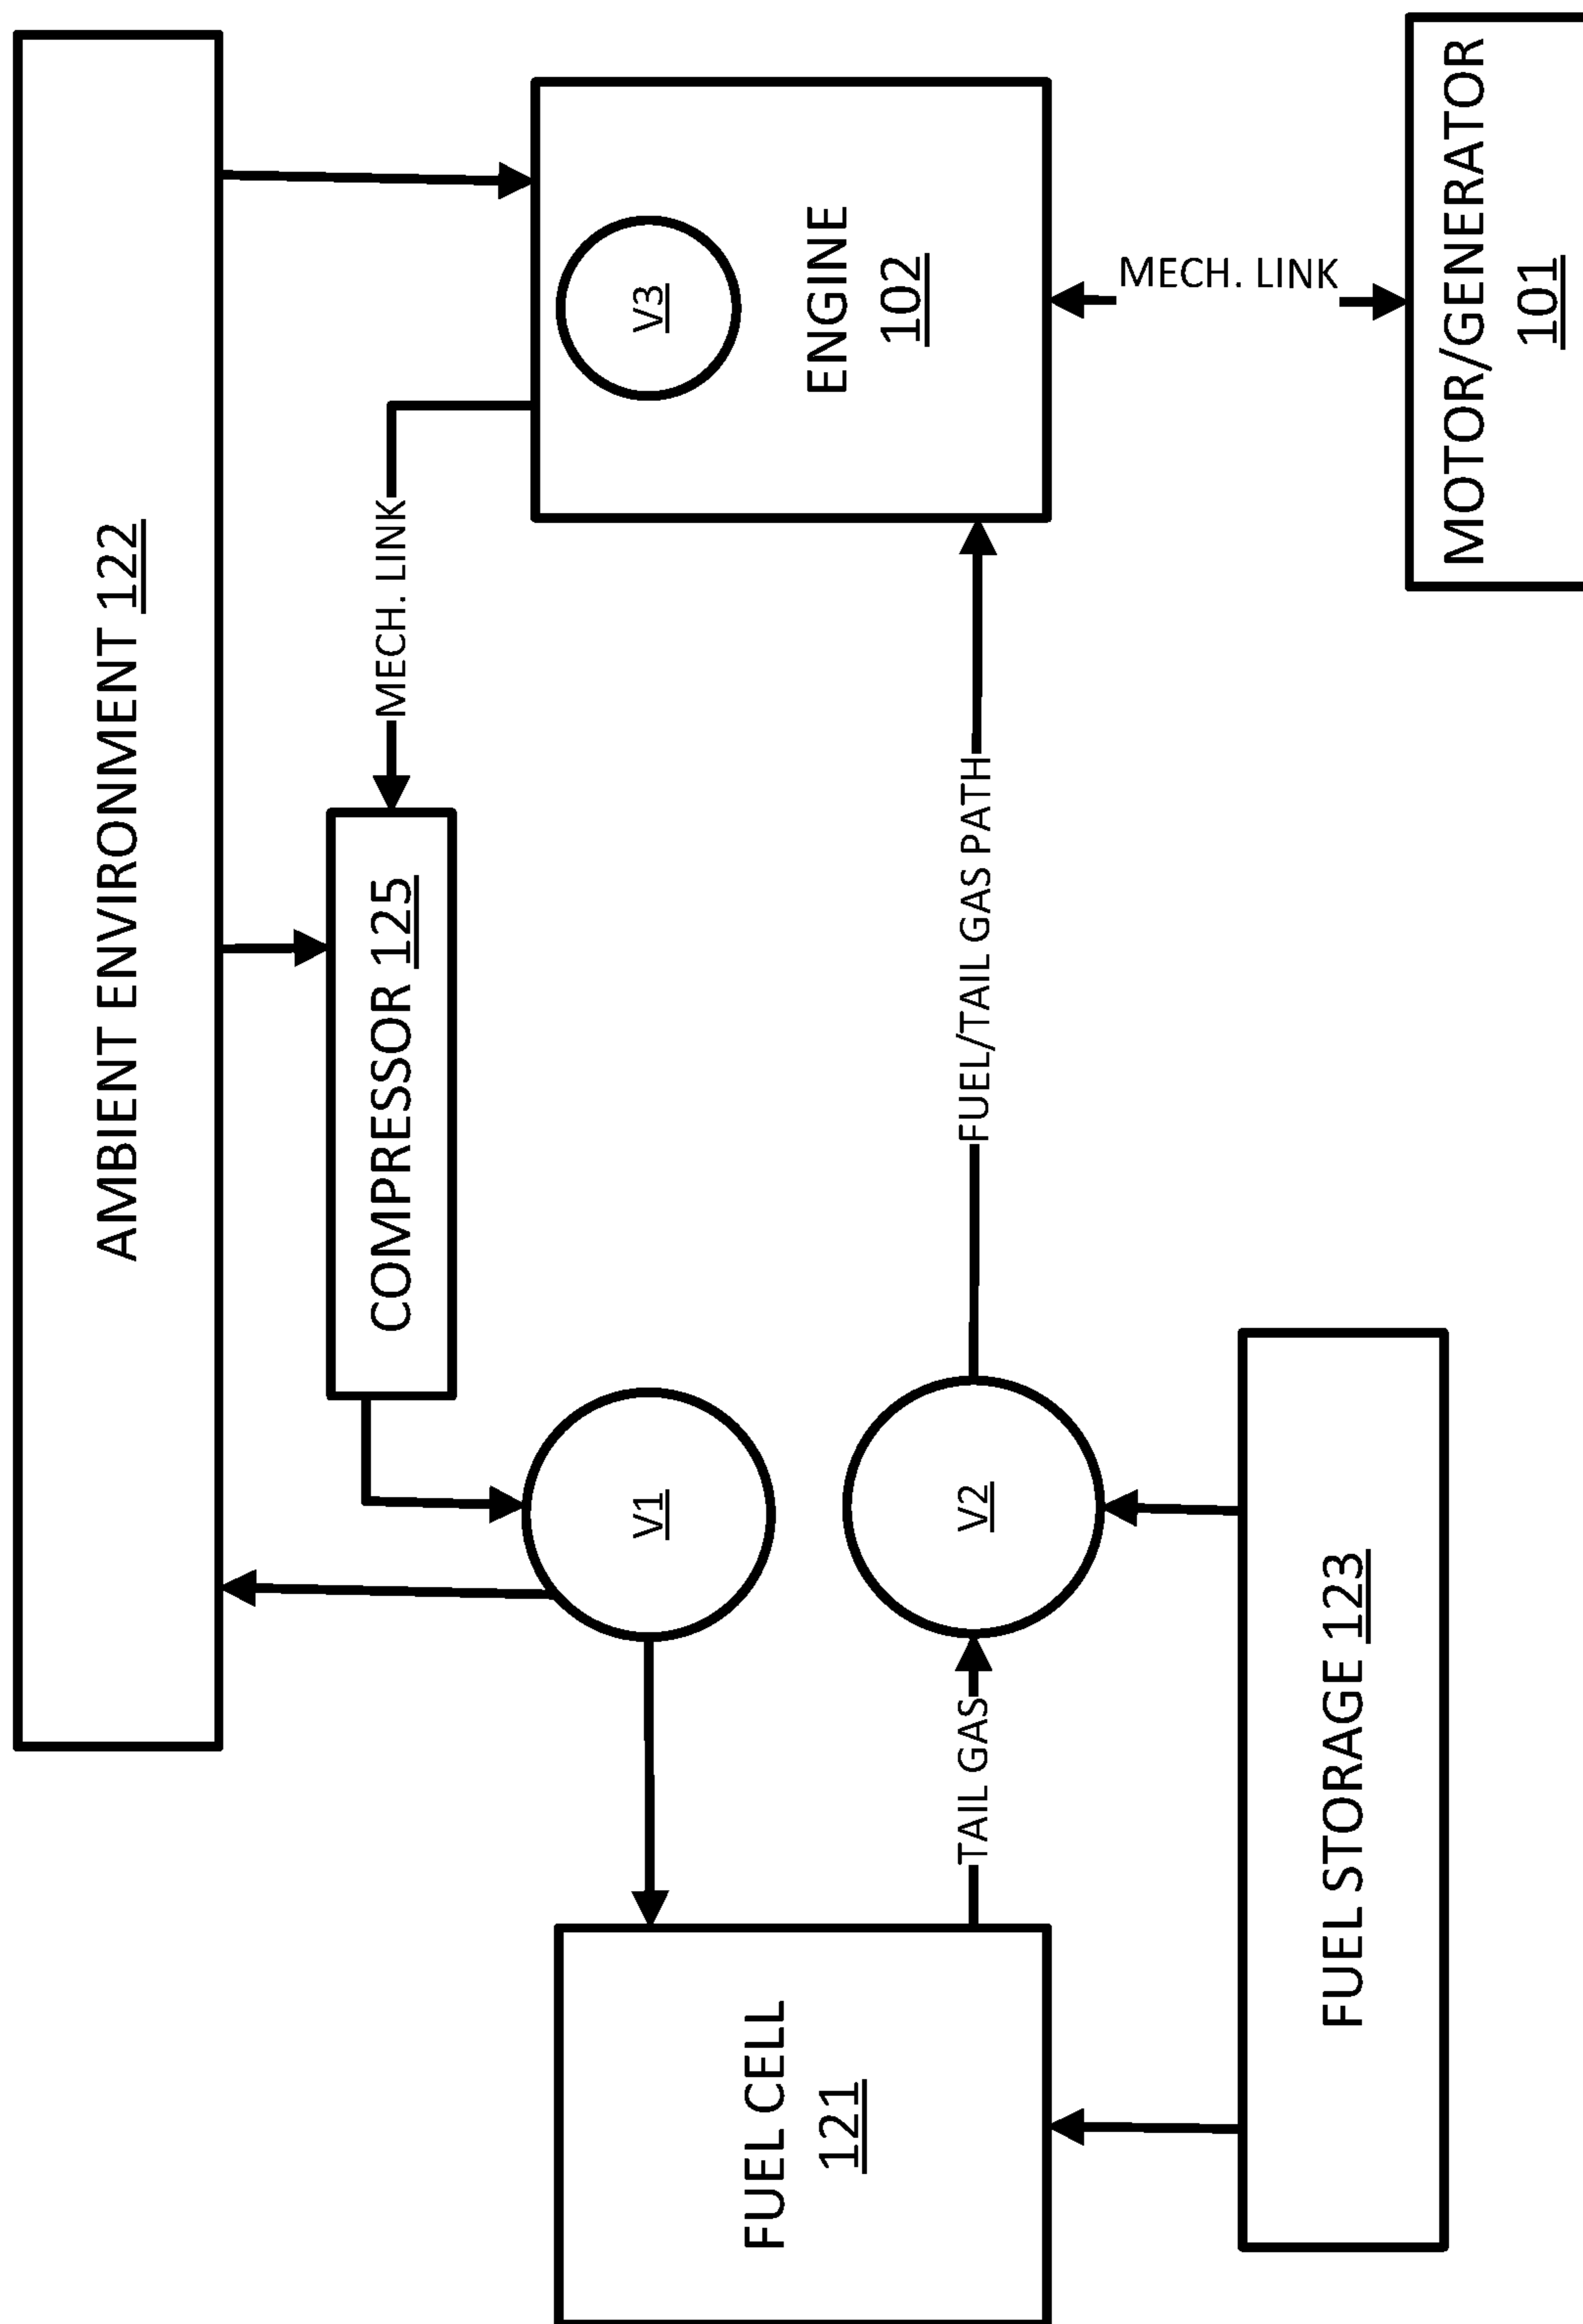 AMBIENT ENVIRONMENT 122
COMPRESSOR 125
MECH. LINK
V1
V3
FUEL CELL
121
ENGINE
102
TAIL GAS
V2
FUEL/TAIL GAS PATH
MECH. LINK
FUEL STORAGE 123
MOTOR/GENERATOR
101